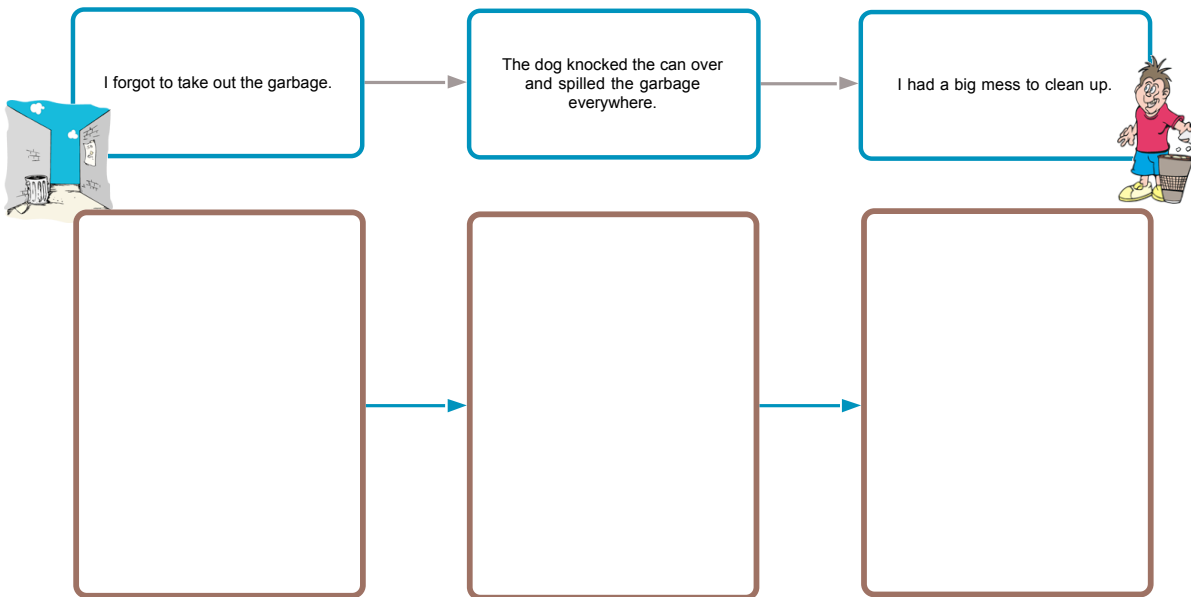 I forgot to take out the garbage.
The dog knocked the can over
and spilled the garbage
everywhere.
I had a big mess to clean up.